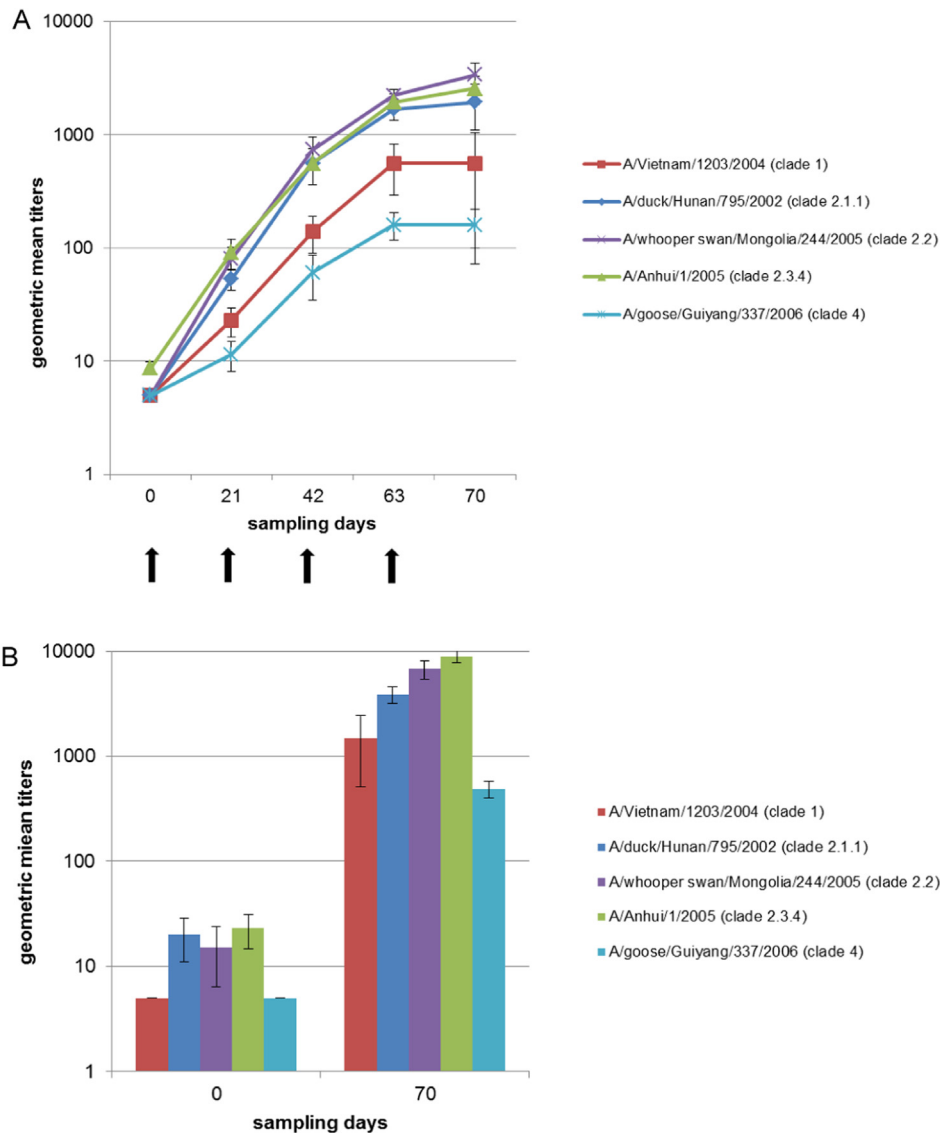 A
10000
1000
100
10
1
geometric mean titers
0 21 42 63 70
sampling days
A/Vietnam/1203/2004 (clade 1)
A/duck/Hunan/795/2002 (clade 2.1.1)
A/whooper swan/Mongolia/244/2005 (clade 2.2)
A/Anhui/1/2005 (clade 2.3.4)
A/goose/Guiyang/337/2006 (clade 4)
B
10000
1000
100
10
1
geometric miean titers
0 70
sampling days
A/Vietnam/1203/2004 (clade 1)
A/duck/Hunan/795/2002 (clade 2.1.1)
A/whooper swan/Mongolia/244/2005 (clade 2.2)
A/Anhui/1/2005 (clade 2.3.4)
A/goose/Guiyang/337/2006 (clade 4)